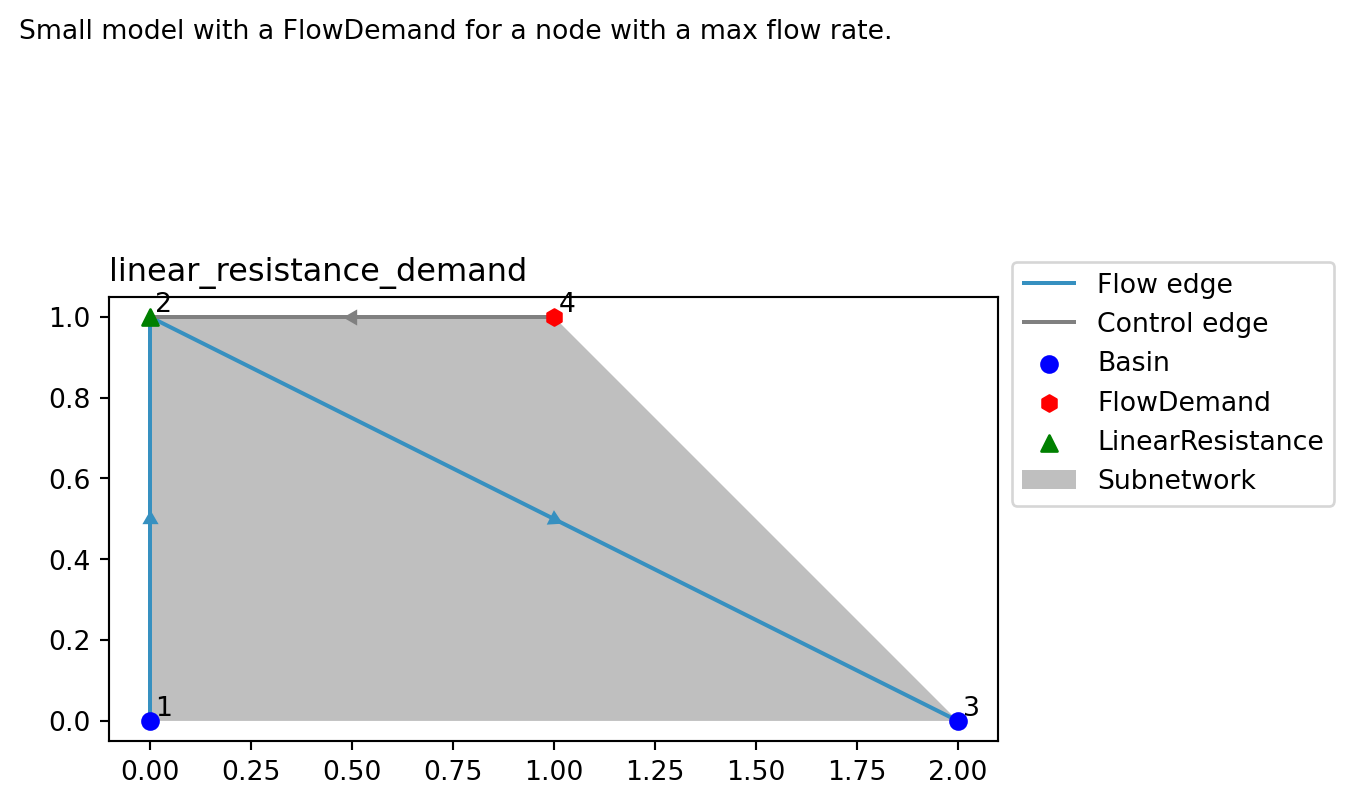 Small model with a FlowDemand for a node with a max flow rate.
linear_resistance_demand
2
4
1
3
1.0
0.8
0.6
0.4
0.2
0.0
0.00 0.25 0.50 0.75 1.00 1.25 1.50 1.75 2.00
Flow edge
Control edge
Basin
FlowDemand
LinearResistance
Subnetwork